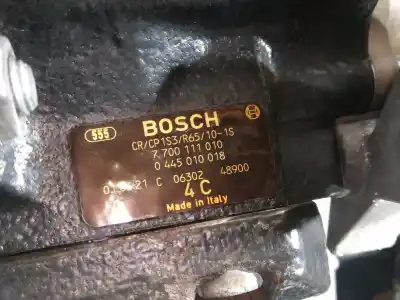 555 BOSCH
CR/CP1S3/R65/10-1S
7.700 111 010
0 445 010 018
21 C 06302 48900
4 C
Made in Italy